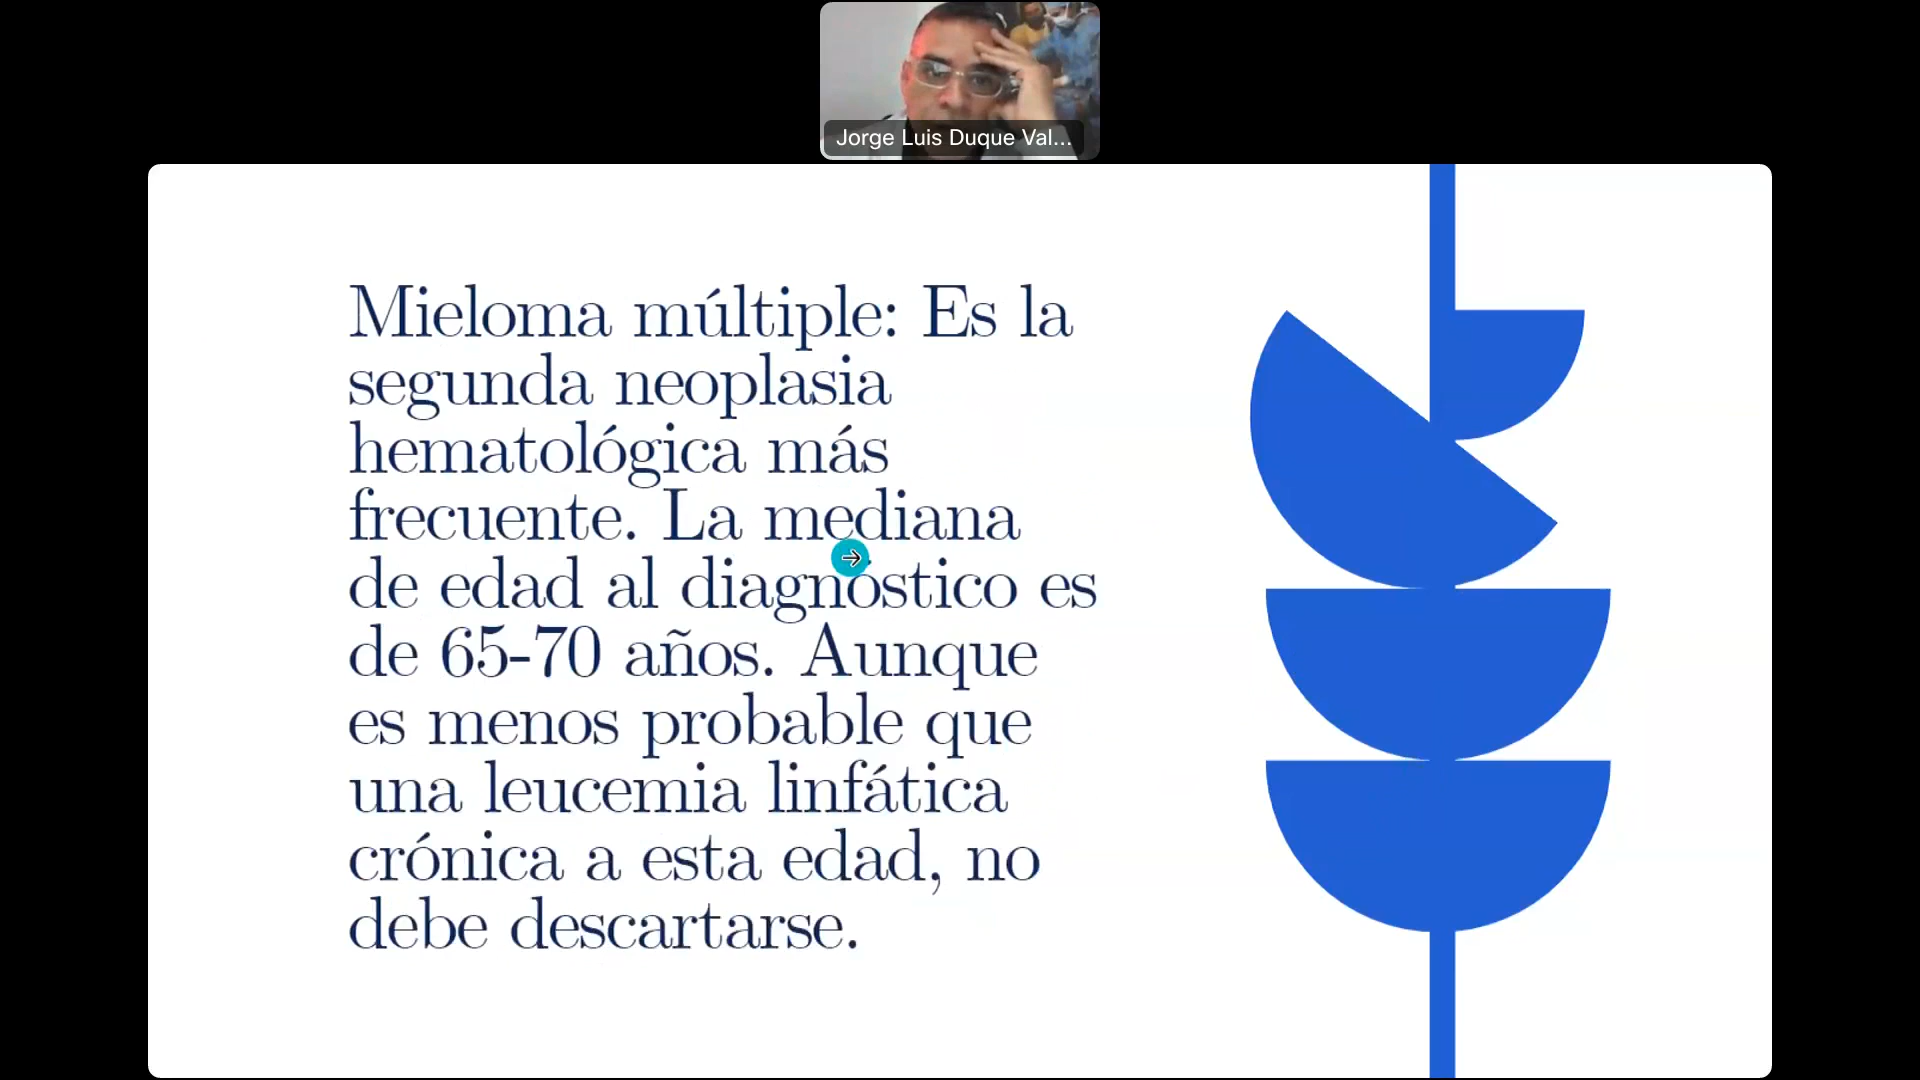 Jorge Luis Duque Val...
Mieloma múltiple: Es la
segunda neoplasia
hematológica más
frecuente. La mediana
de edad al diagnóstico es
de 65-70 años. Aunque
es menos probable que
una leucemia linfática
crónica a esta edad, no
debe descartarse.